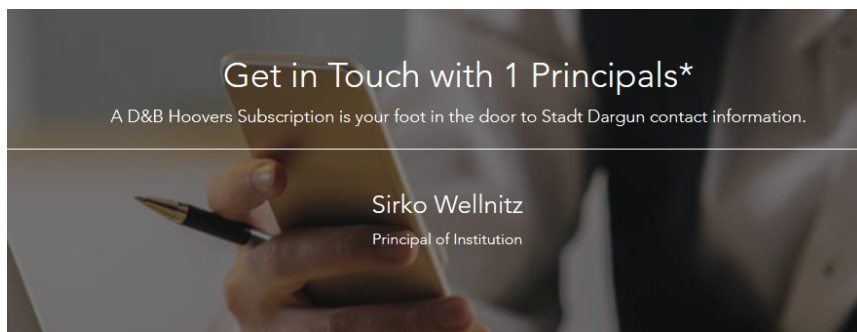 Get in Touch with 1 Principals*
A D&B Hoovers Subscription is your foot in the door to Stadt Dargun contact information.
Sirko Wellnitz
Principal of Institution